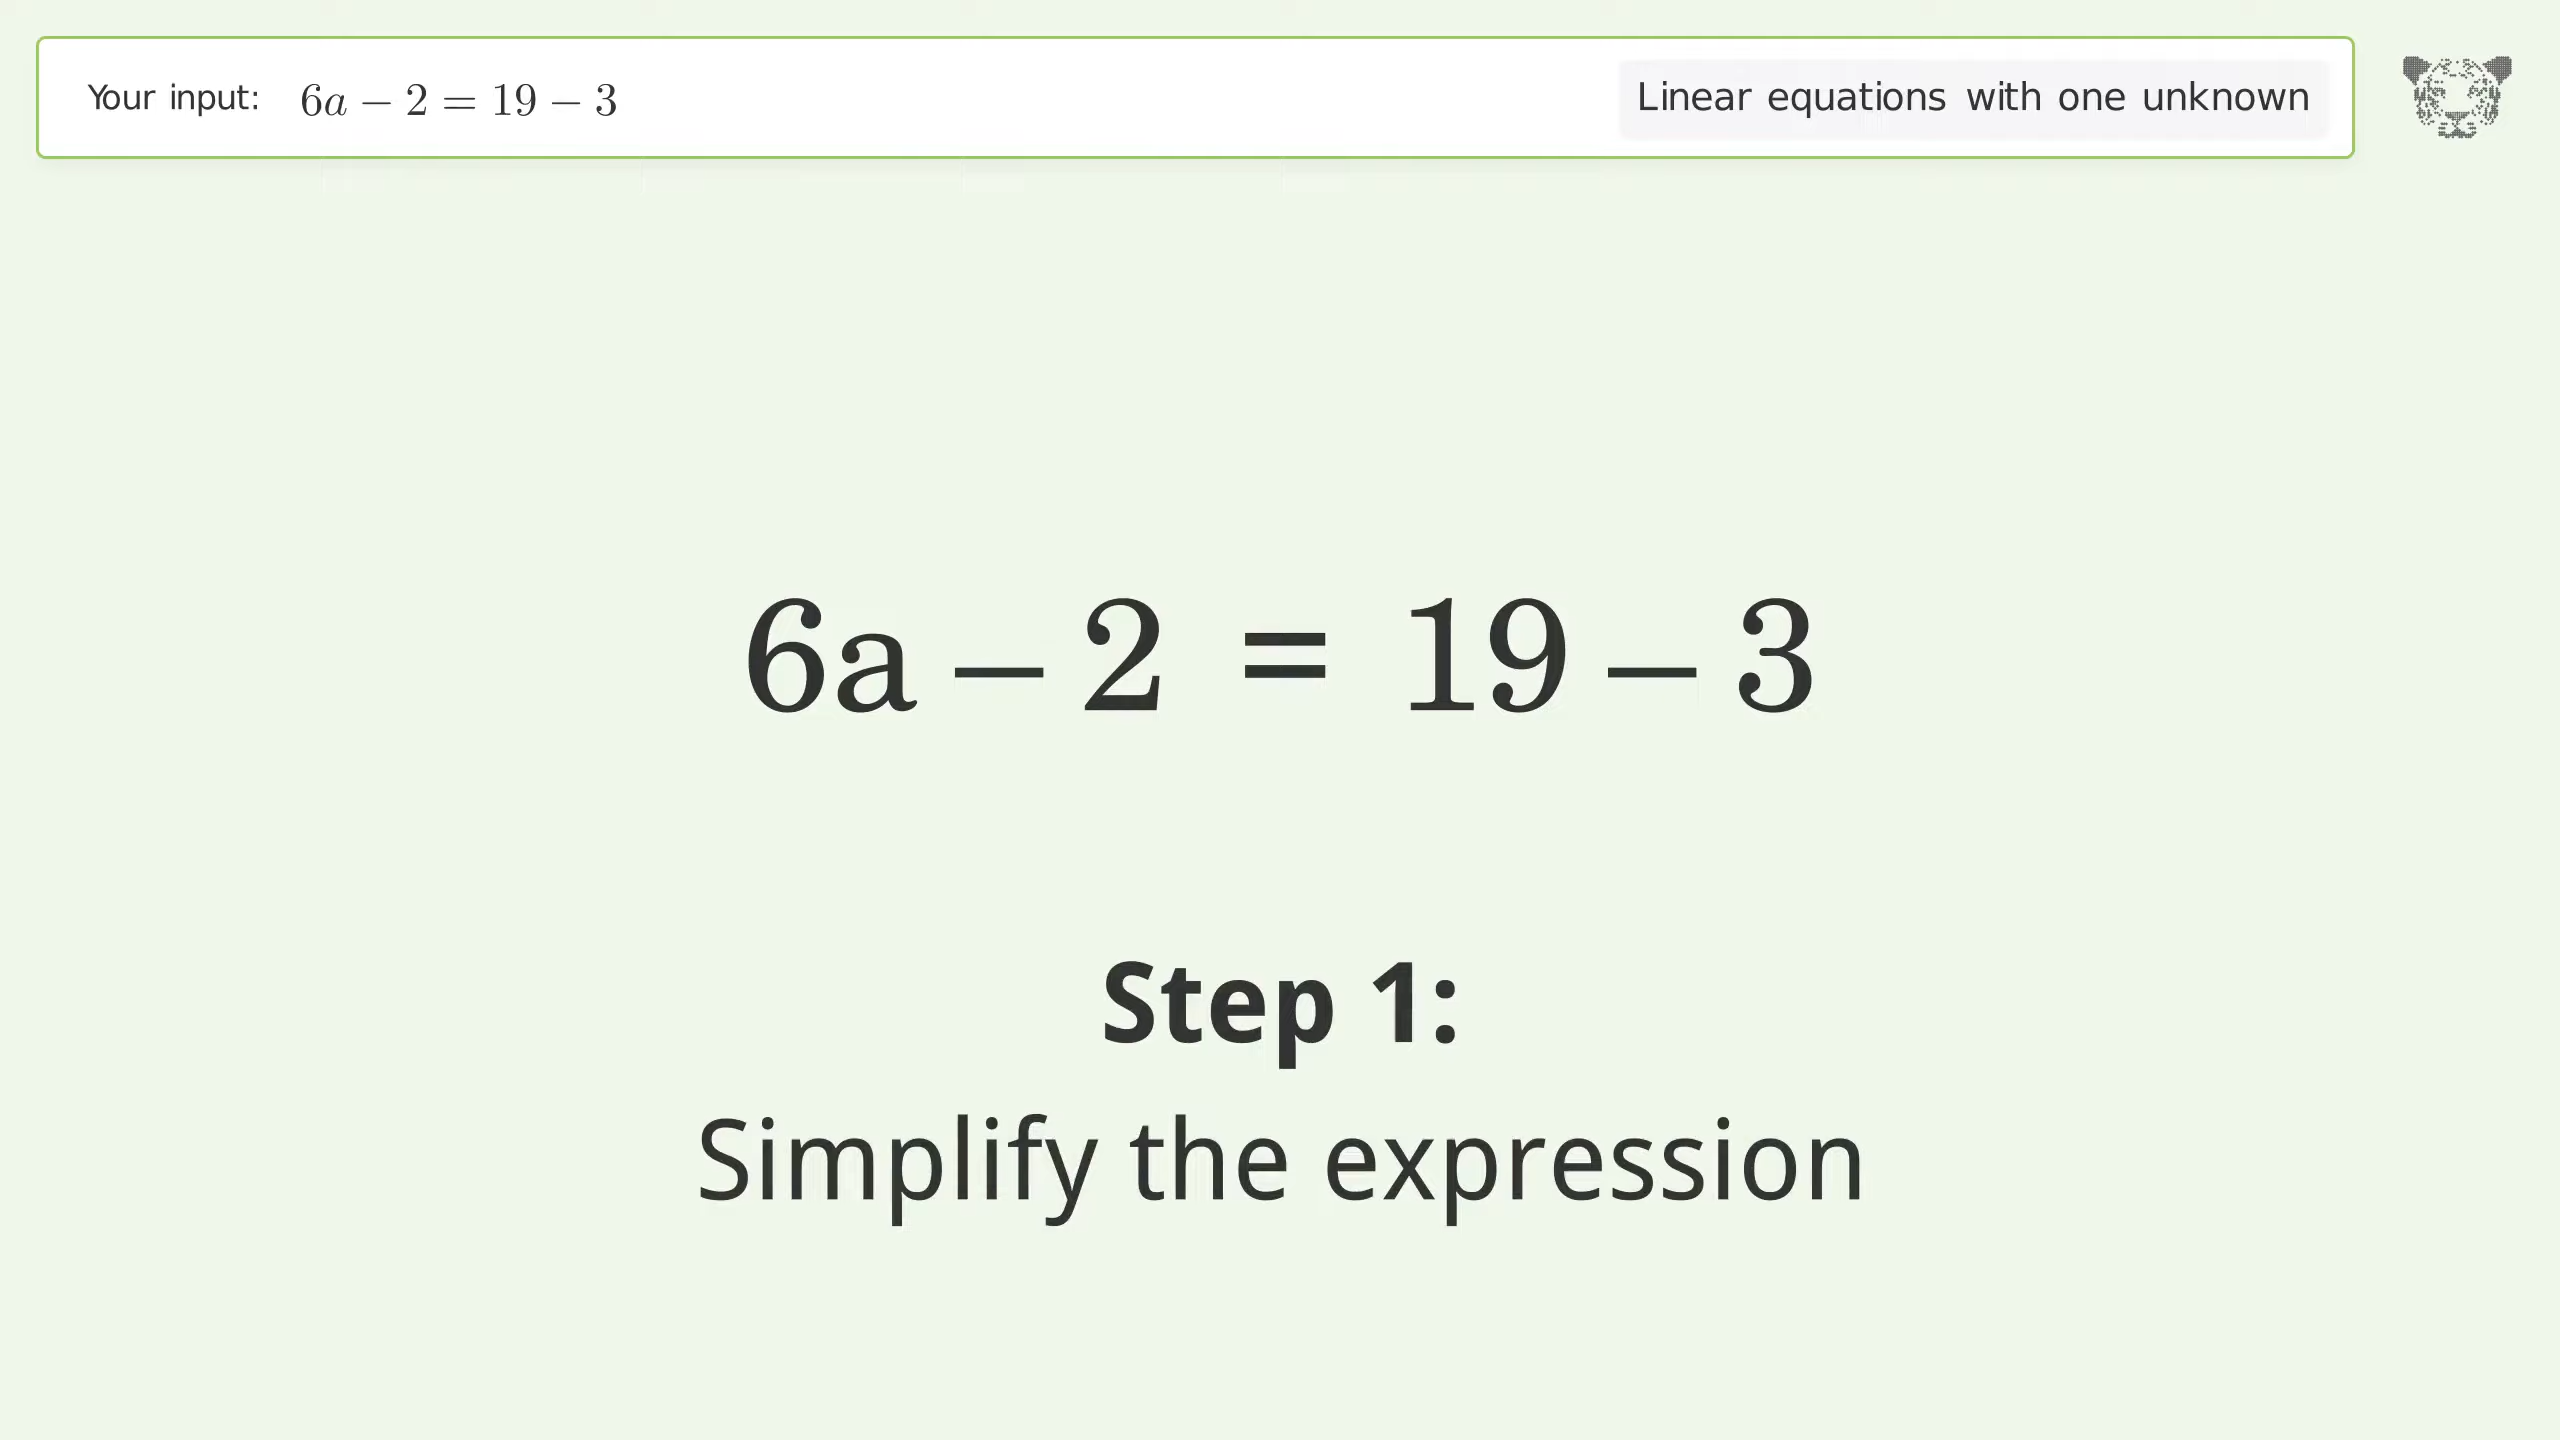 Your input: 6a − 2 = 19 − 3
Linear equations with one unknown
6a – 2 = 19 – 3
Step 1:
Simplify the expression